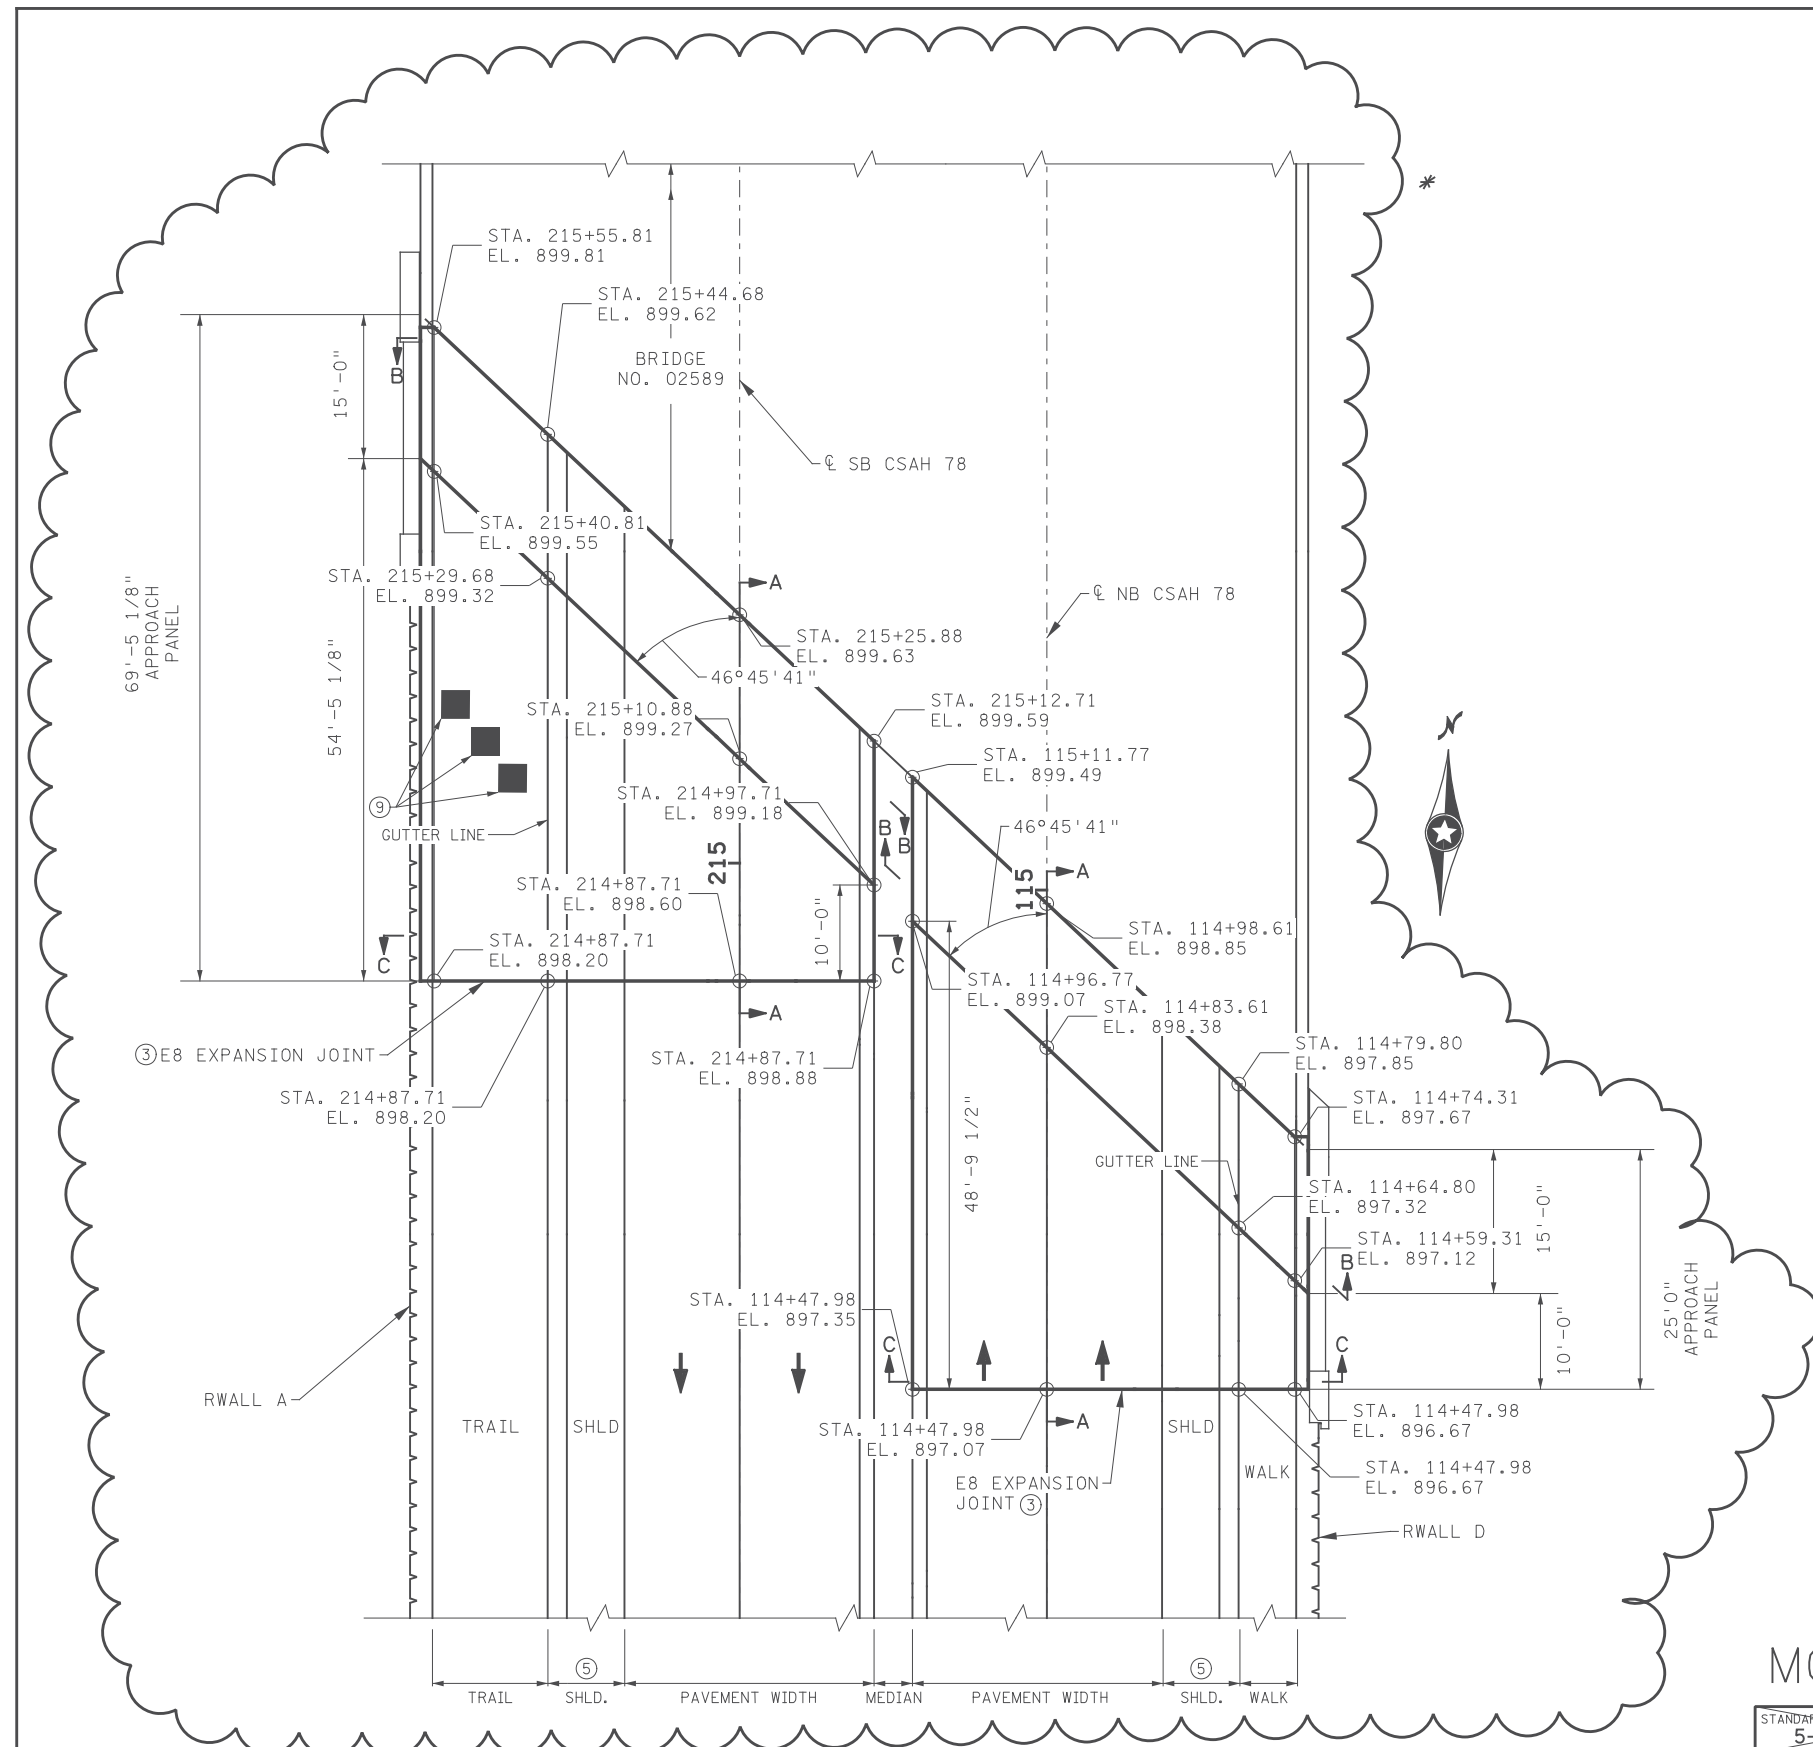 *
STA. 215+55.81
EL. 899.81
STA. 215+44.68
EL. 899.62
BRIDGE
NO. 02589
B
15'-0"
℄ SB CSAH 78
STA. 215+40.81
EL. 899.55
STA. 215+29.68
EL. 899.32
A
℄ NB CSAH 78
69'-5 1/8"
APPROACH
PANEL
54'-5 1/8"
STA. 215+25.88
EL. 899.63
46°45'41"
STA. 215+10.88
EL. 899.27
STA. 215+12.71
EL. 899.59
N
STA. 115+11.77
EL. 899.49
STA. 214+97.71
EL. 899.18
9
GUTTER LINE
B
B
46°45'41"
215
115
A
STA. 214+87.71
EL. 898.60
10'-0"
STA. 214+87.71
EL. 898.20
C
C
STA. 114+98.61
EL. 898.85
STA. 114+96.77
EL. 899.07
A
STA. 114+83.61
EL. 898.38
3 E8 EXPANSION JOINT
STA. 214+87.71
EL. 898.88
STA. 114+79.80
EL. 897.85
STA. 214+87.71
EL. 898.20
STA. 114+74.31
EL. 897.67
48'-9 1/2"
GUTTER LINE
STA. 114+64.80
EL. 897.32
15'-0"
STA. 114+59.31
EL. 897.12
B
STA. 114+47.98
EL. 897.35
25'0"
APPROACH
PANEL
10'-0"
C
C
RWALL A
TRAIL
SHLD
STA. 114+47.98
EL. 897.07
A
SHLD
STA. 114+47.98
EL. 896.67
WALK
STA. 114+47.98
EL. 896.67
E8 EXPANSION
JOINT 3
RWALL D
5
5
TRAIL
SHLD.
PAVEMENT WIDTH
MEDIAN
PAVEMENT WIDTH
SHLD.
WALK
5-